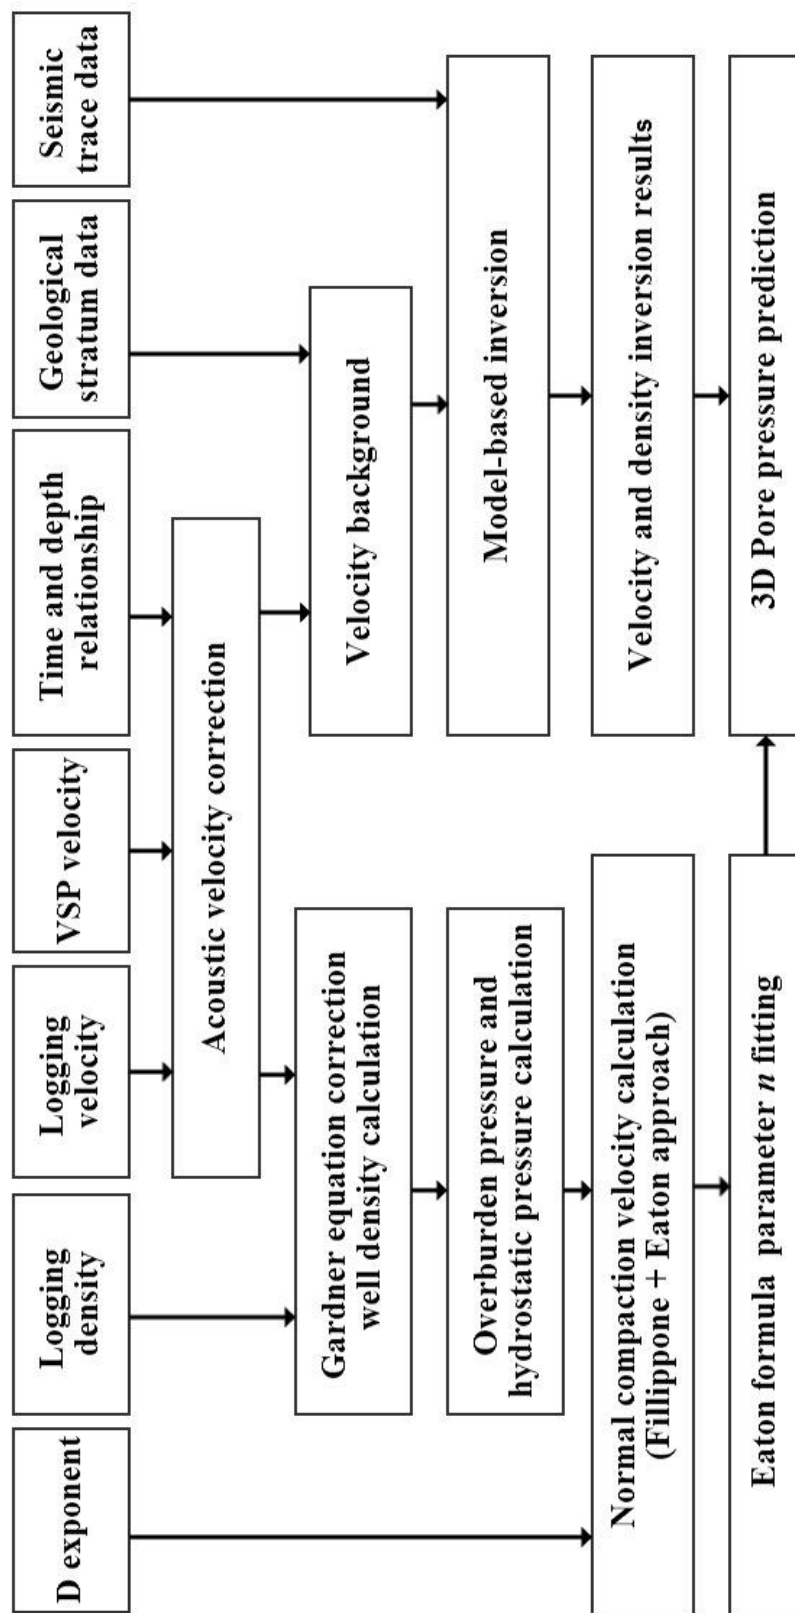 D exponent
Logging
density
Logging
velocity
VSP velocity
Time and depth
relationship
Geological
stratum data
Seismic
trace data
Acoustic velocity correction
Gardner equation correction
well density calculation
Velocity background
Overburden pressure and
hydrostatic pressure calculation
Model-based inversion
Normal compaction velocity calculation
(Fillippone + Eaton approach)
Velocity and density inversion results
Eaton formula parameter n fitting
3D Pore pressure prediction